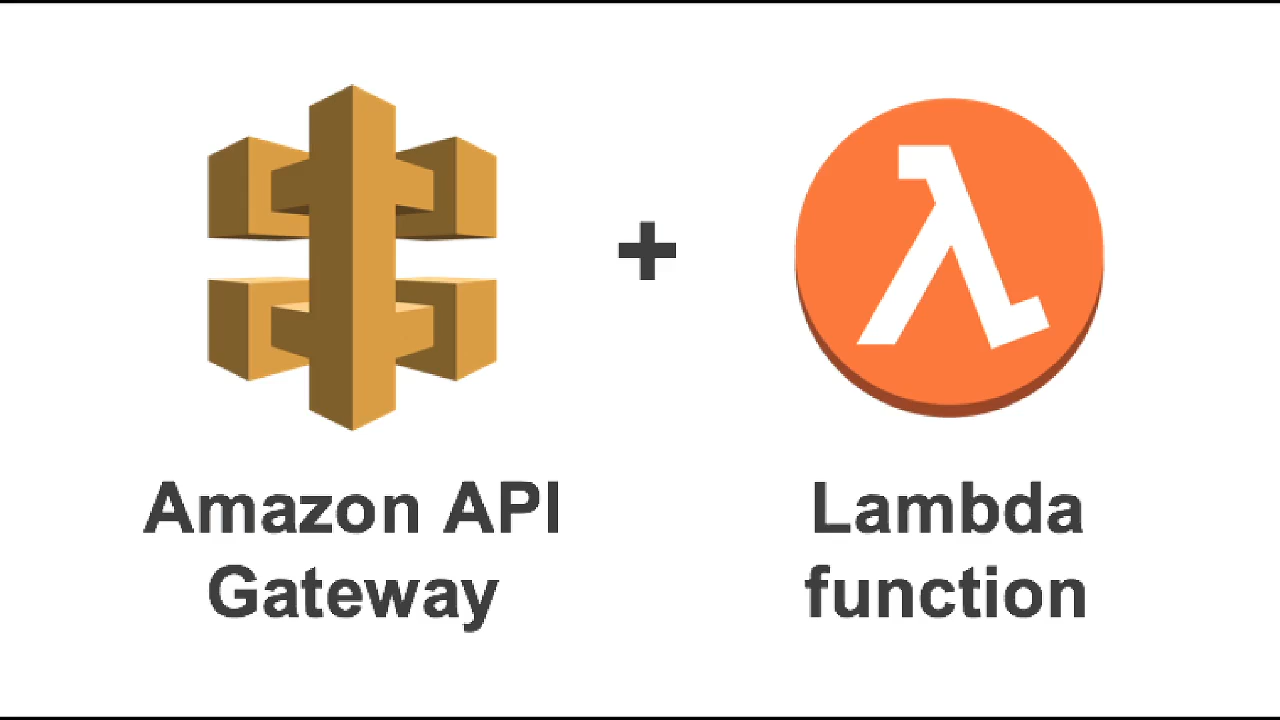 Amazon API
Gateway
+
λ
Lambda
function